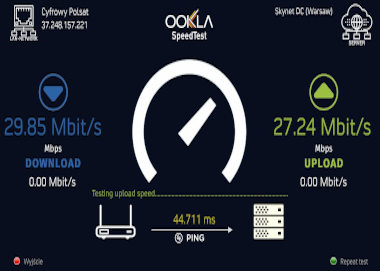 Cyfrowy Polsat
37.248.157.221
LAN-NETWORK
OOKLA
SpeedTest
Skynet DC (Warsaw)
SERVER
29.85 Mbit/s
Mbps
DOWNLOAD
0.00 Mbit/s
27.24 Mbit/s
Mbps
UPLOAD
0.00 Mbit/s
Testing upload speed
44.711 ms
PING
Wyjście
Repeat test